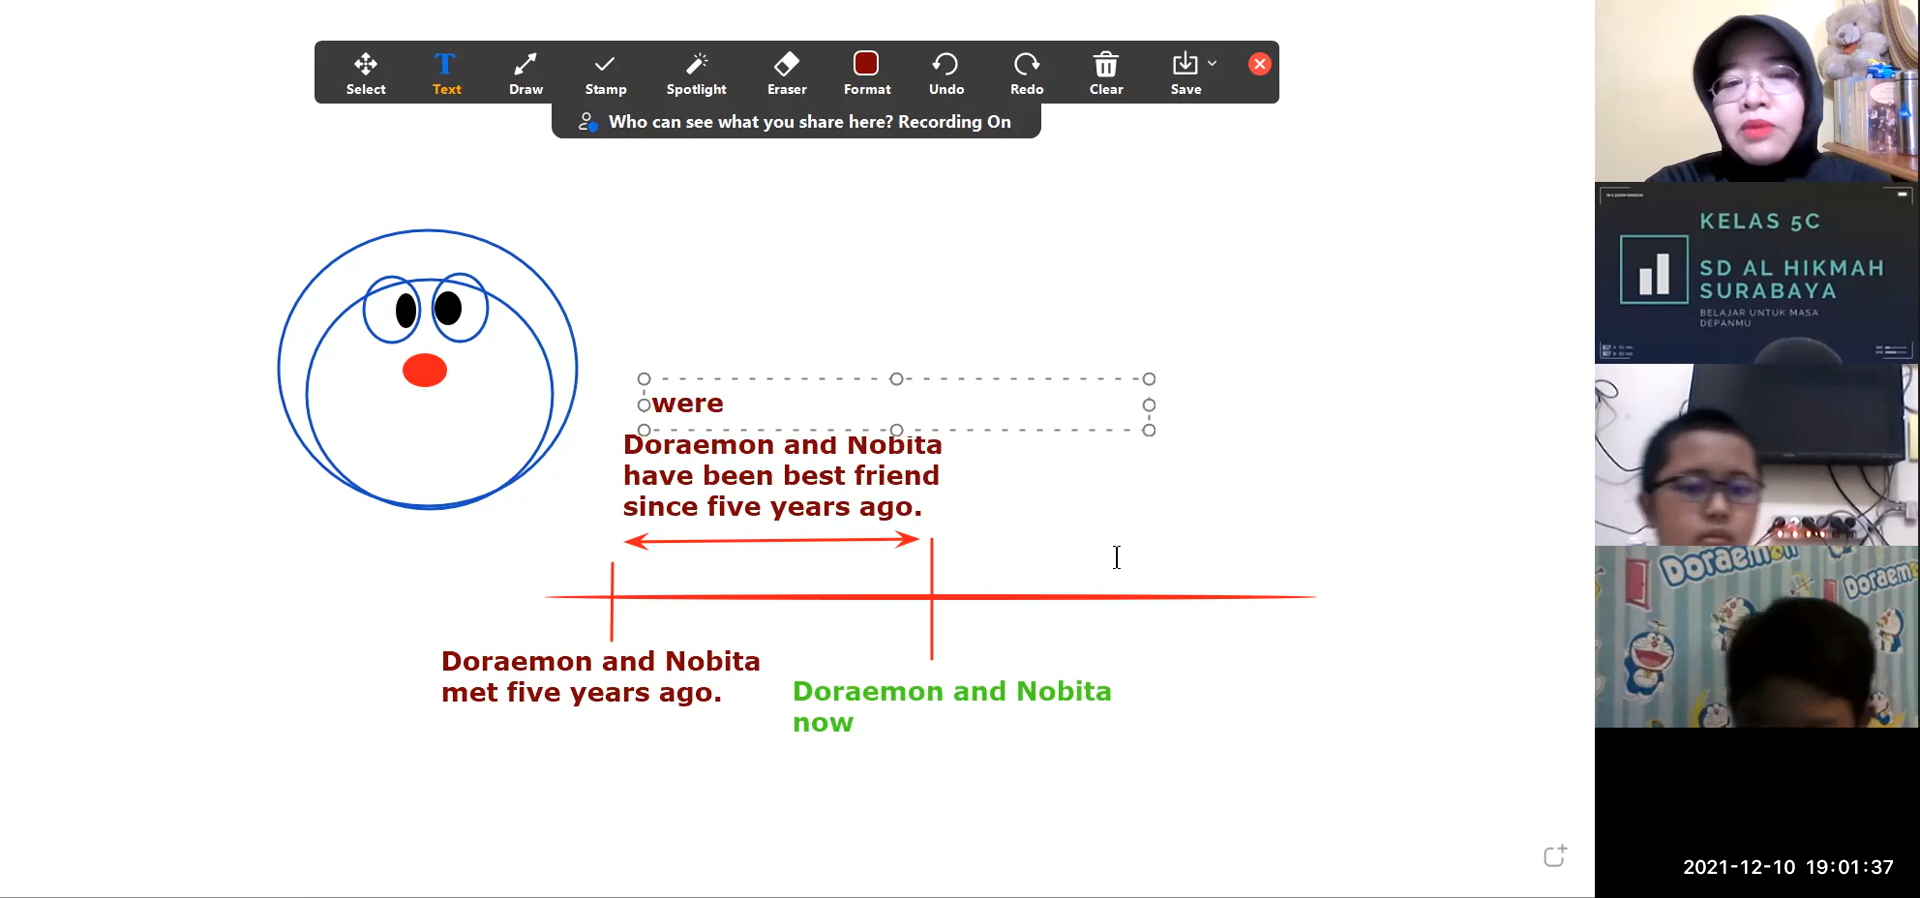 Select Text Draw Stamp Spotlight Eraser Format Undo Redo Clear Save
Who can see what you share here? Recording On
were
Doraemon and Nobita
have been best friend
since five years ago.
Doraemon and Nobita
met five years ago.
Doraemon and Nobita
now
KELAS 5C
SD AL HIKMAH
SURABAYA
BELAJAR UNTUK MASA
DEPANMU
Doraemon
Doraem
2021-12-10 19:01:37